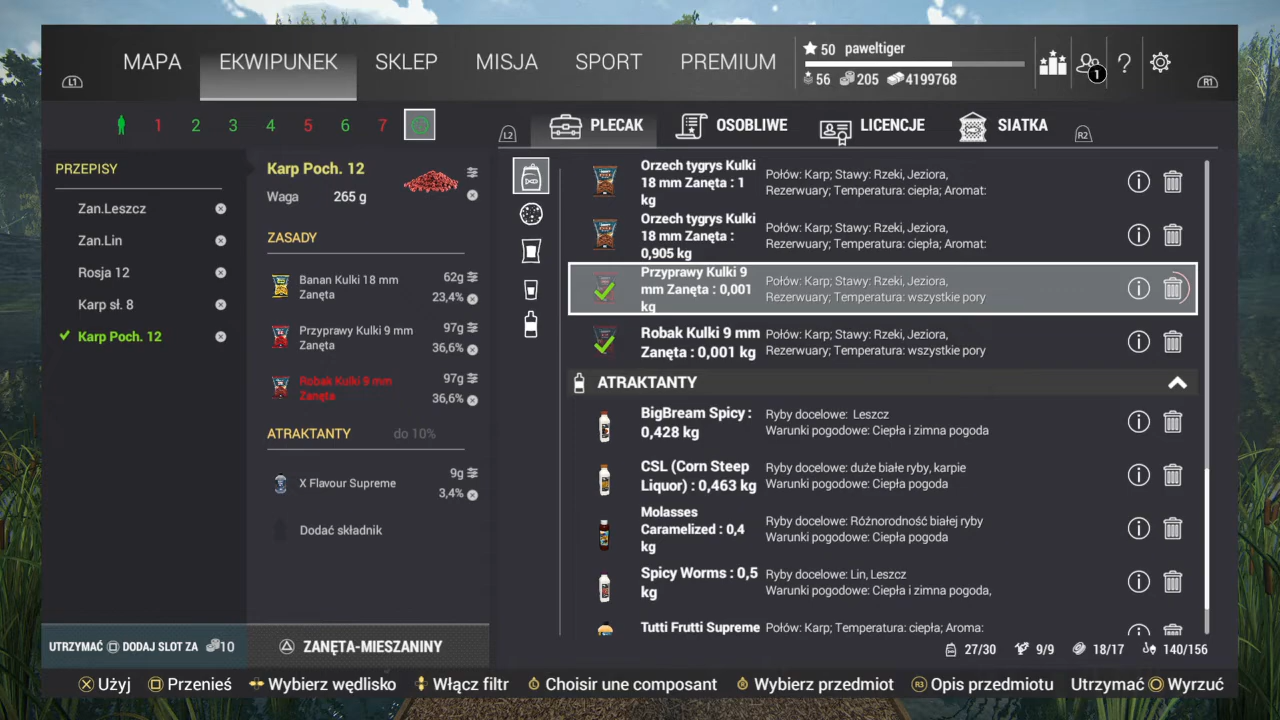 L1
MAPA
EKWIPUNEK
SKLEP
MISJA
SPORT
PREMIUM
50 paweltiger
56 205 4199768
1
?
R1
1 2 3 4 5 6 7
L2
PLECAK
OSOBLIWE
LICENCJE
SIATKA
R2
PRZEPISY
Zan.Leszcz
Zan.Lin
Rosja 12
Karp sł. 8
Karp Poch. 12
UTRZYMAĆ DODAJ SLOT ZA 10
Karp Poch. 12
Waga 265 g
ZASADY
Banan Kulki 18 mm
Zanęta
62g
23,4%
Przyprawy Kulki 9 mm
Zanęta
97g
36,6%
Robak Kulki 9 mm
Zanęta
97g
36,6%
ATRAKTANTY do 10%
X Flavour Supreme
9g
3,4%
Dodać składnik
ZANĘTA-MIESZANINY
Orzech tygrys Kulki
18 mm Zanęta : 1
kg
Połów: Karp; Stawy: Rzeki, Jeziora,
Rezerwuary; Temperatura: ciepła; Aromat:
Orzech tygrys Kulki
18 mm Zanęta :
0,905 kg
Połów: Karp; Stawy: Rzeki, Jeziora,
Rezerwuary; Temperatura: ciepła; Aromat:
Przyprawy Kulki 9
mm Zanęta : 0,001
kg
Połów: Karp; Stawy: Rzeki, Jeziora,
Rezerwuary; Temperatura: wszystkie pory
Robak Kulki 9 mm
Zanęta : 0,001 kg
Połów: Karp; Stawy: Rzeki, Jeziora,
Rezerwuary; Temperatura: wszystkie pory
ATRAKTANTY
BigBream Spicy :
0,428 kg
Ryby docelowe: Leszcz
Warunki pogodowe: Ciepła i zimna pogoda
CSL (Corn Steep
Liquor) : 0,463 kg
Ryby docelowe: duże białe ryby, karpie
Warunki pogodowe: Ciepła pogoda
Molasses
Caramelized : 0,4
kg
Ryby docelowe: Różnorodność białej ryby
Warunki pogodowe: Ciepła pogoda
Spicy Worms : 0,5
kg
Ryby docelowe: Lin, Leszcz
Warunki pogodowe: Ciepła i zimna pogoda,
Tutti Frutti Supreme
Połów: Karp; Temperatura: ciepła; Aroma:
27/30 9/9 18/17 140/156
Użyj
Przenieś
Wybierz wędlisko
Włącz filtr
Choisir une composant
Wybierz przedmiot
R3 Opis przedmiotu
Utrzymać Wyrzuć